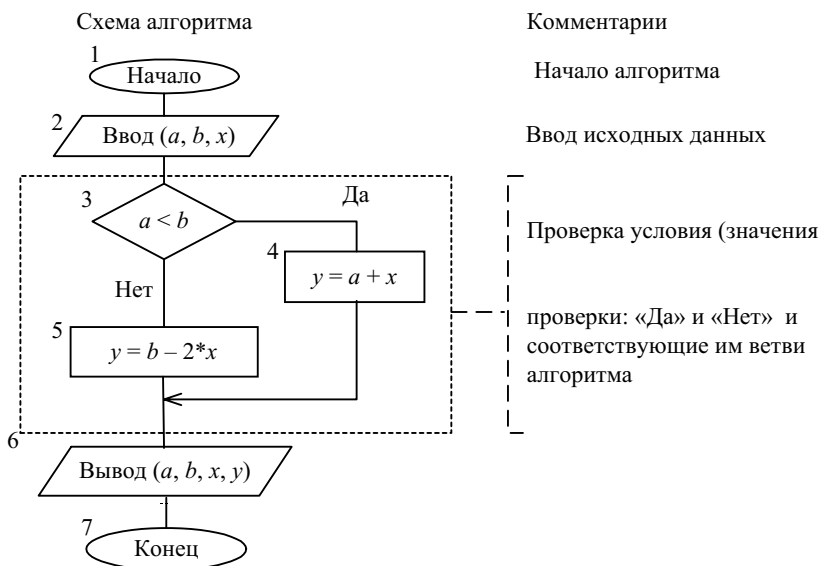 Схема алгоритма
Комментарии
1
Начало
Начало алгоритма
2
Ввод (a, b, x)
Ввод исходных данных
3
a < b
Да
Проверка условия (значения
4
y = a + x
Нет
проверки: «Да» и «Нет» и
соответствующие им ветви
алгоритма
5
y = b – 2*x
6
Вывод (a, b, x, y)
7
Конец